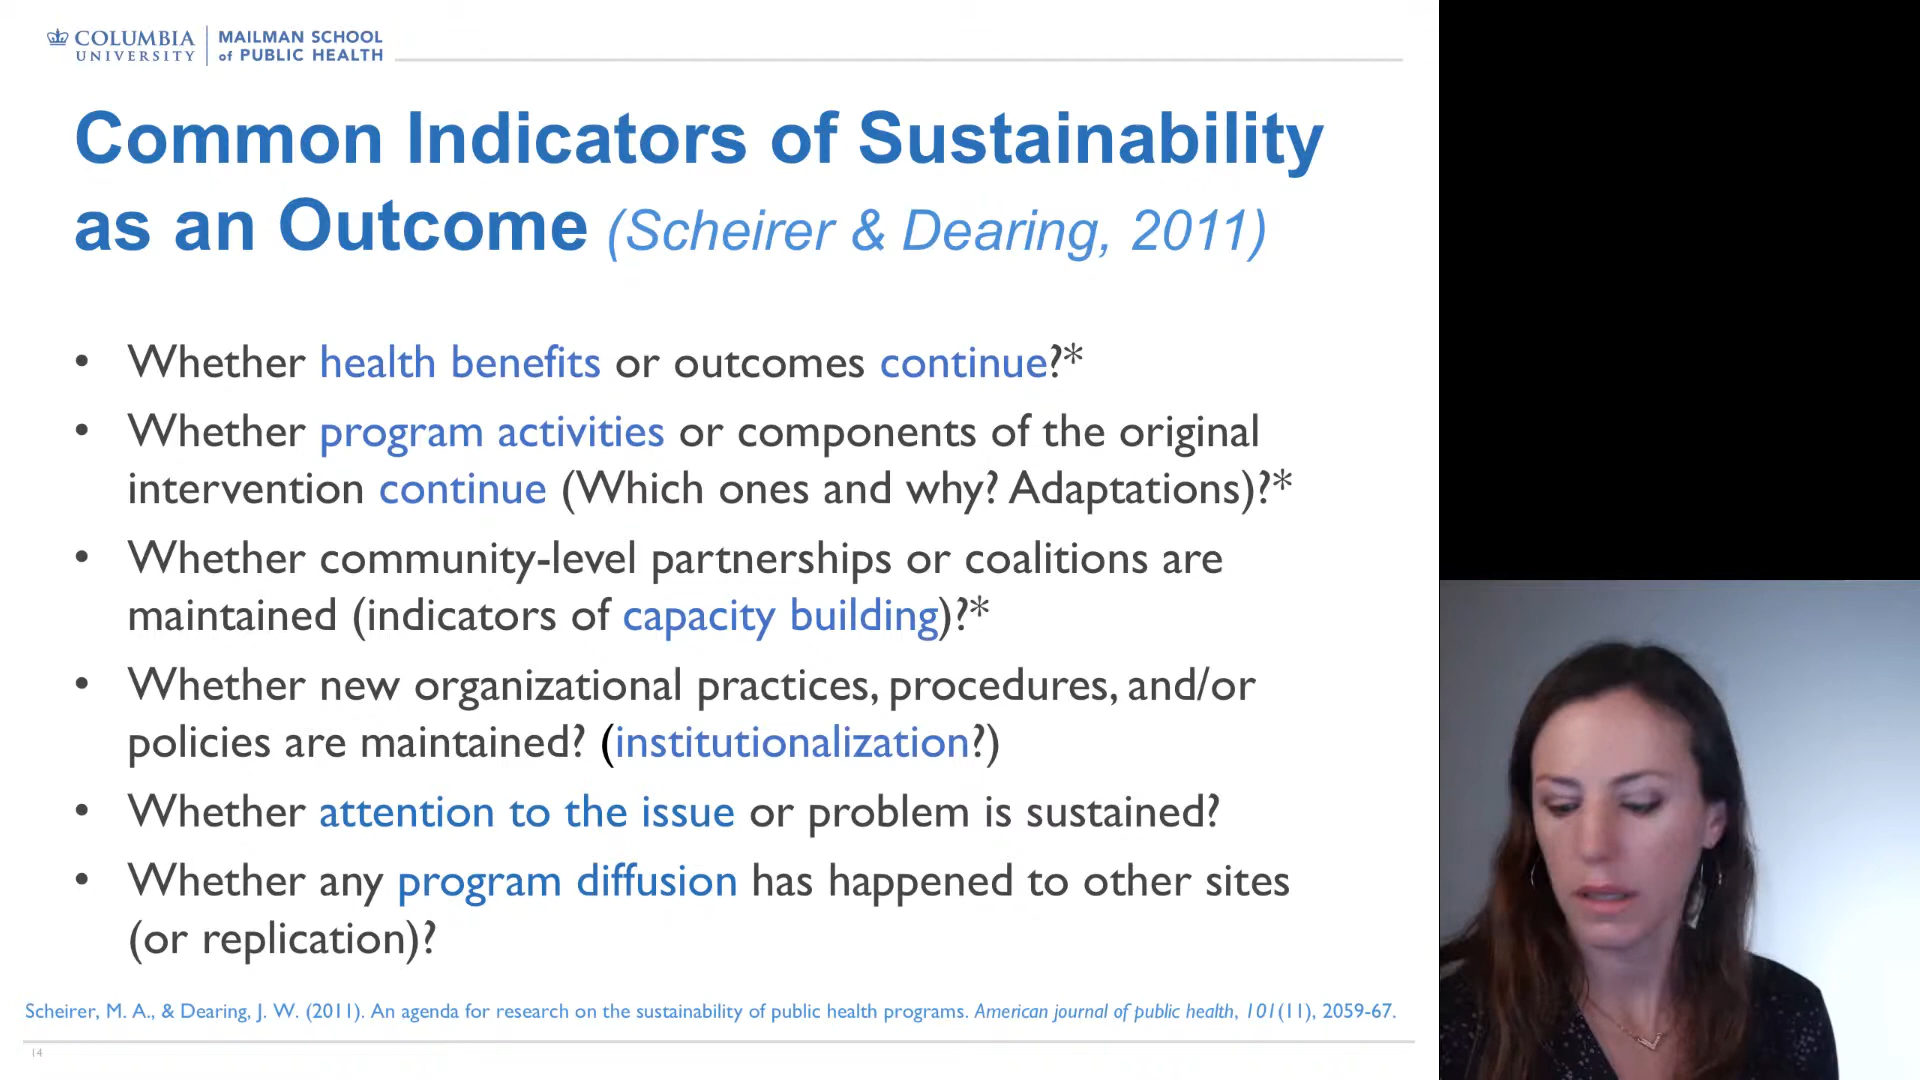 COLUMBIA UNIVERSITY
MAILMAN SCHOOL of PUBLIC HEALTH
Common Indicators of Sustainability
as an Outcome (Scheirer & Dearing, 2011)
• Whether health benefits or outcomes continue?*
• Whether program activities or components of the original
intervention continue (Which ones and why? Adaptations)?*
• Whether community-level partnerships or coalitions are
maintained (indicators of capacity building)?*
• Whether new organizational practices, procedures, and/or
policies are maintained? (institutionalization?)
• Whether attention to the issue or problem is sustained?
• Whether any program diffusion has happened to other sites
(or replication)?
Scheirer, M. A., & Dearing, J. W. (2011). An agenda for research on the sustainability of public health programs. American journal of public health, 101(11), 2059-67.
14